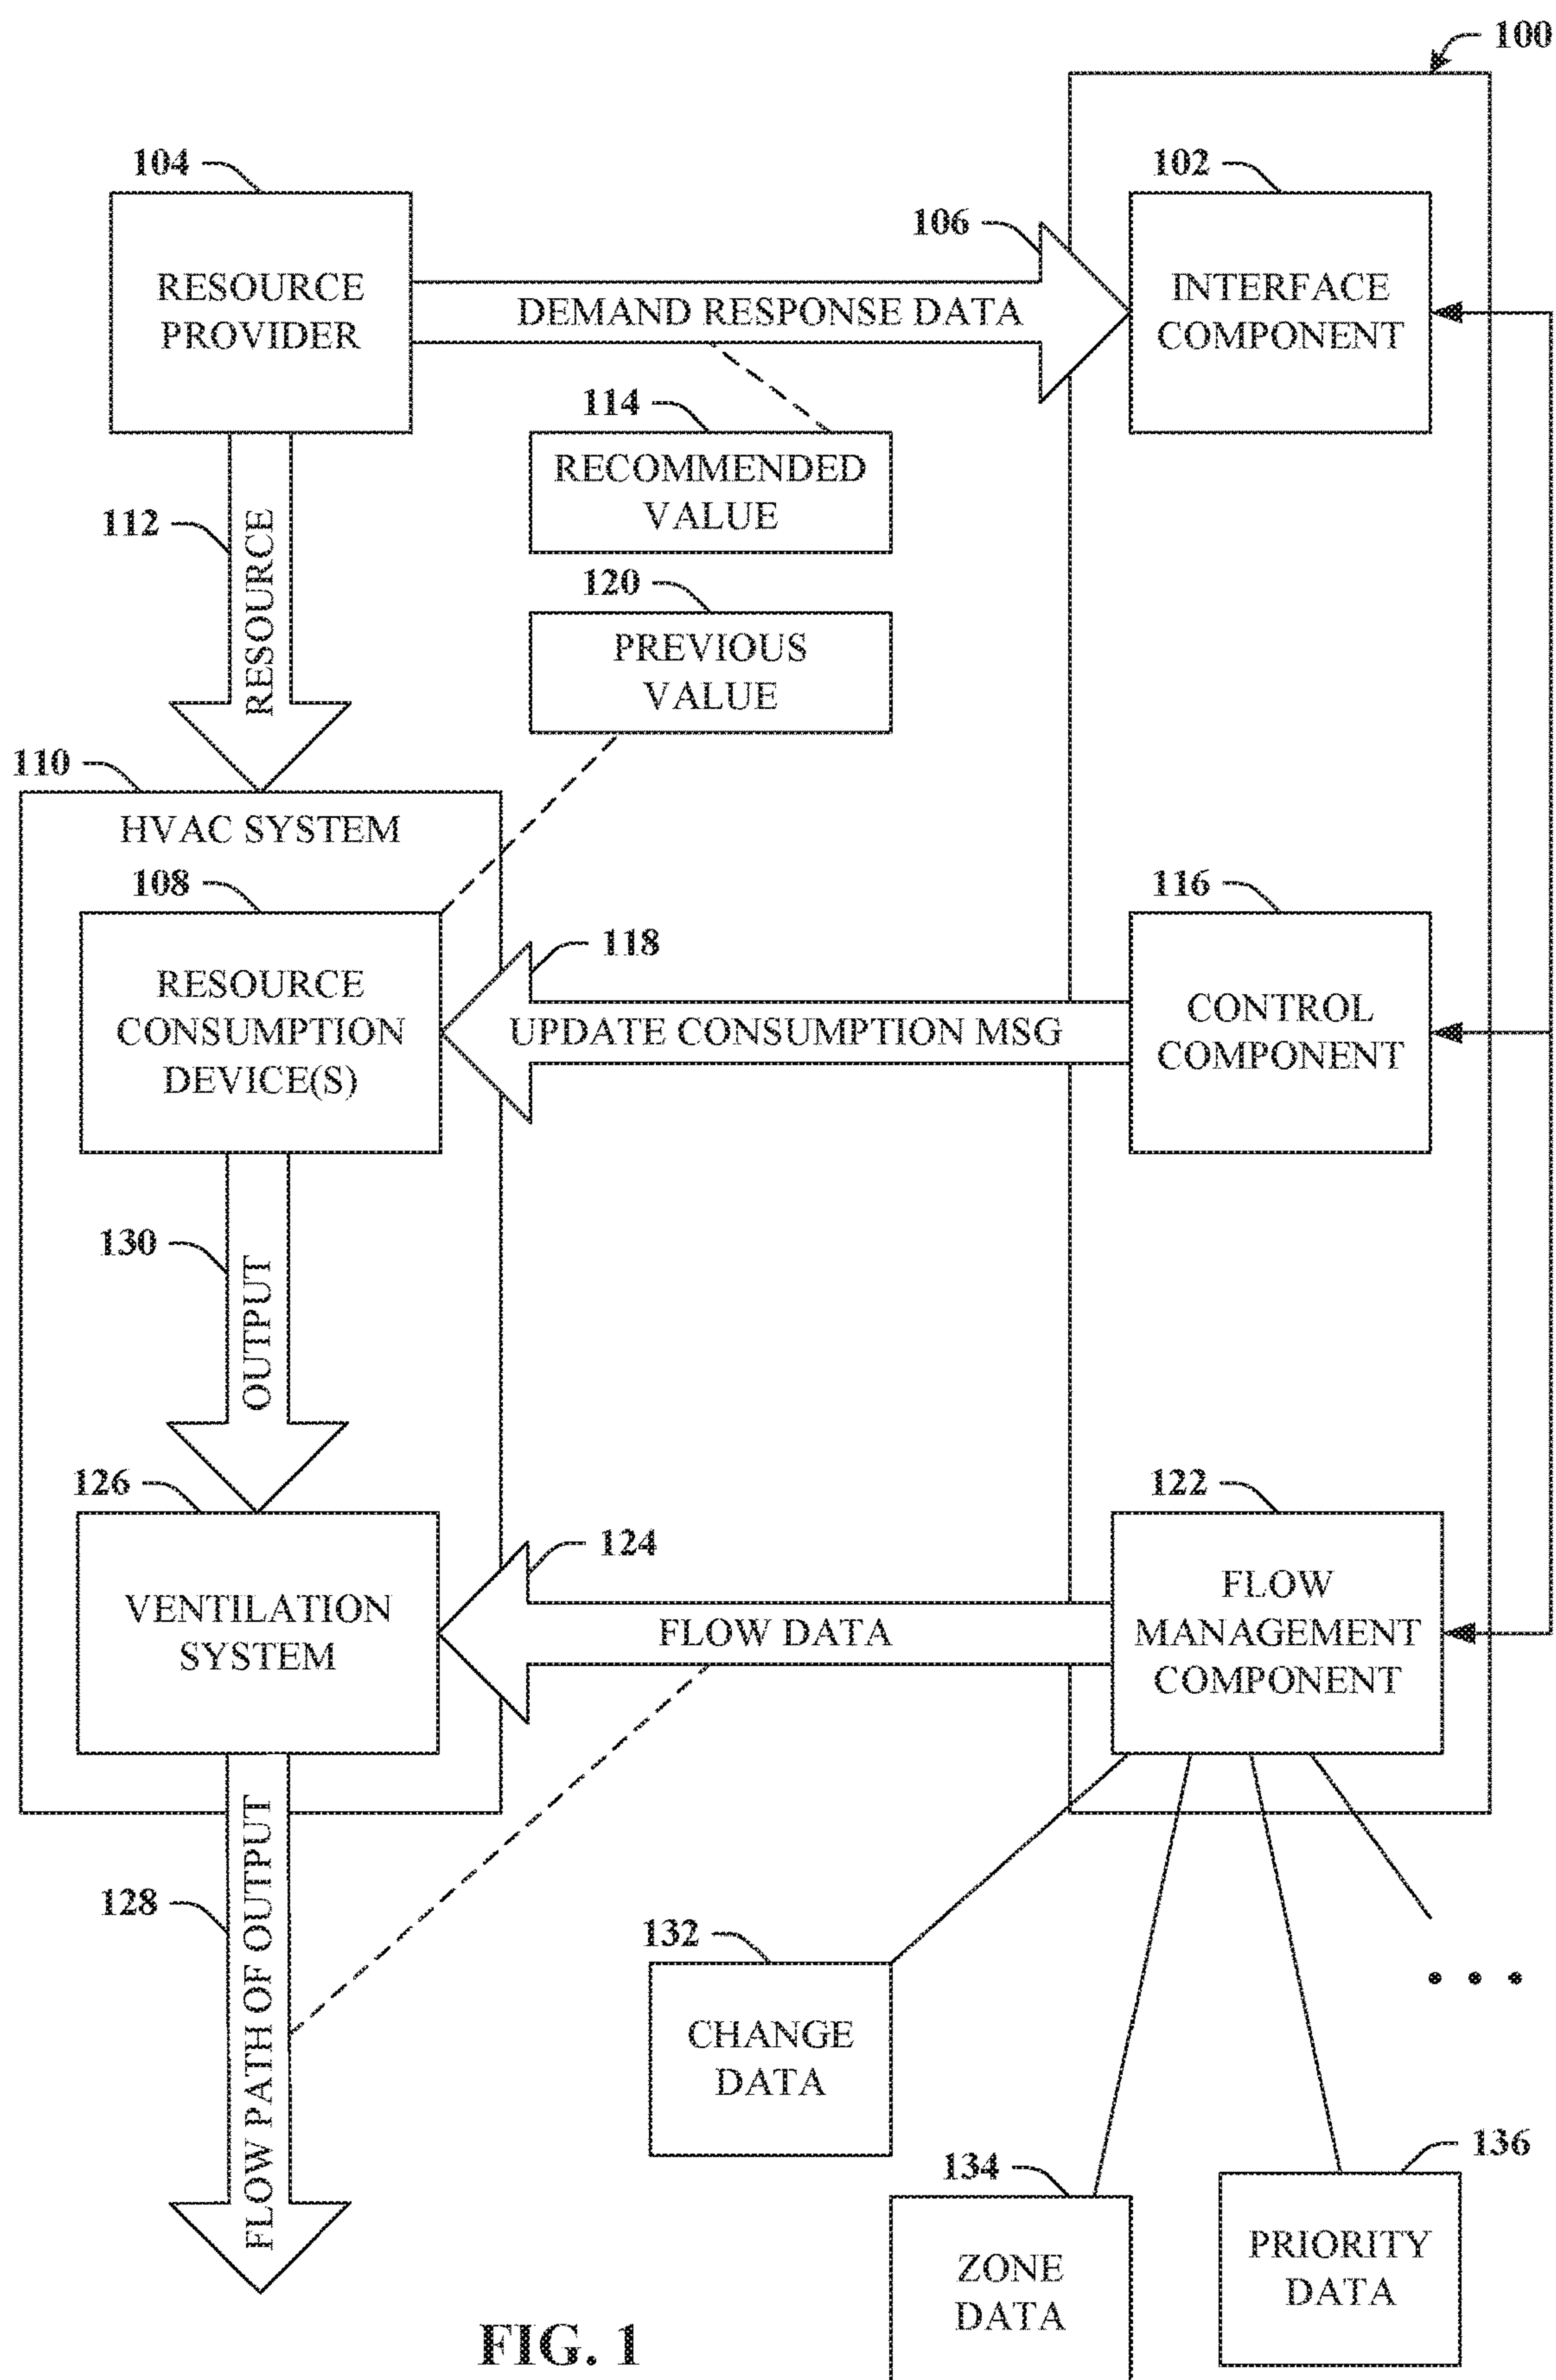 100
104
102
106
RESOURCE
PROVIDER
DEMAND RESPONSE DATA
INTERFACE
COMPONENT
114
RECOMMENDED
VALUE
112
RESOURCE
120
PREVIOUS
VALUE
110
HVAC SYSTEM
108
116
118
RESOURCE
CONSUMPTION
DEVICE(S)
UPDATE CONSUMPTION MSG
CONTROL
COMPONENT
130
OUTPUT
126
122
124
VENTILATION
SYSTEM
FLOW DATA
FLOW
MANAGEMENT
COMPONENT
128
FLOW PATH OF OUTPUT
132
CHANGE
DATA
• • •
134
ZONE
DATA
136
PRIORITY
DATA
FIG. 1